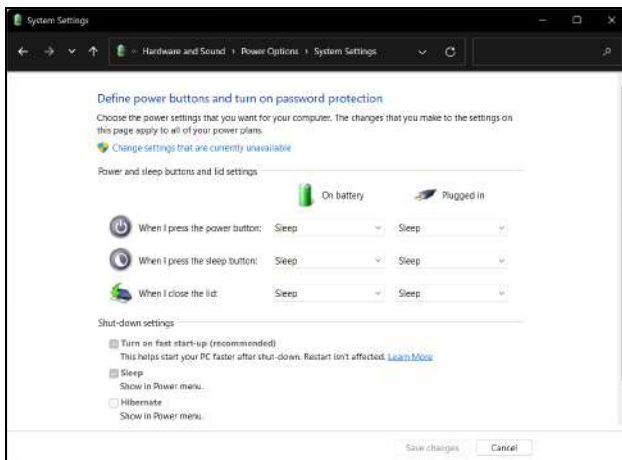 System Settings
Hardware and Sound › Power Options › System Settings
Define power buttons and turn on password protection
Choose the power settings that you want for your computer. The changes that you make to the settings on
this page apply to all of your power plans.
Change settings that are currently unavailable
Power and sleep buttons and lid settings
On battery Plugged in
When I press the power button: Sleep Sleep
When I press the sleep button: Sleep Sleep
When I close the lid: Sleep Sleep
Shut-down settings
Turn on fast start-up (recommended)
This helps start your PC faster after shut-down. Restart isn't affected. Learn More
Sleep
Show in Power menu.
Hibernate
Show in Power menu.
Save changes Cancel